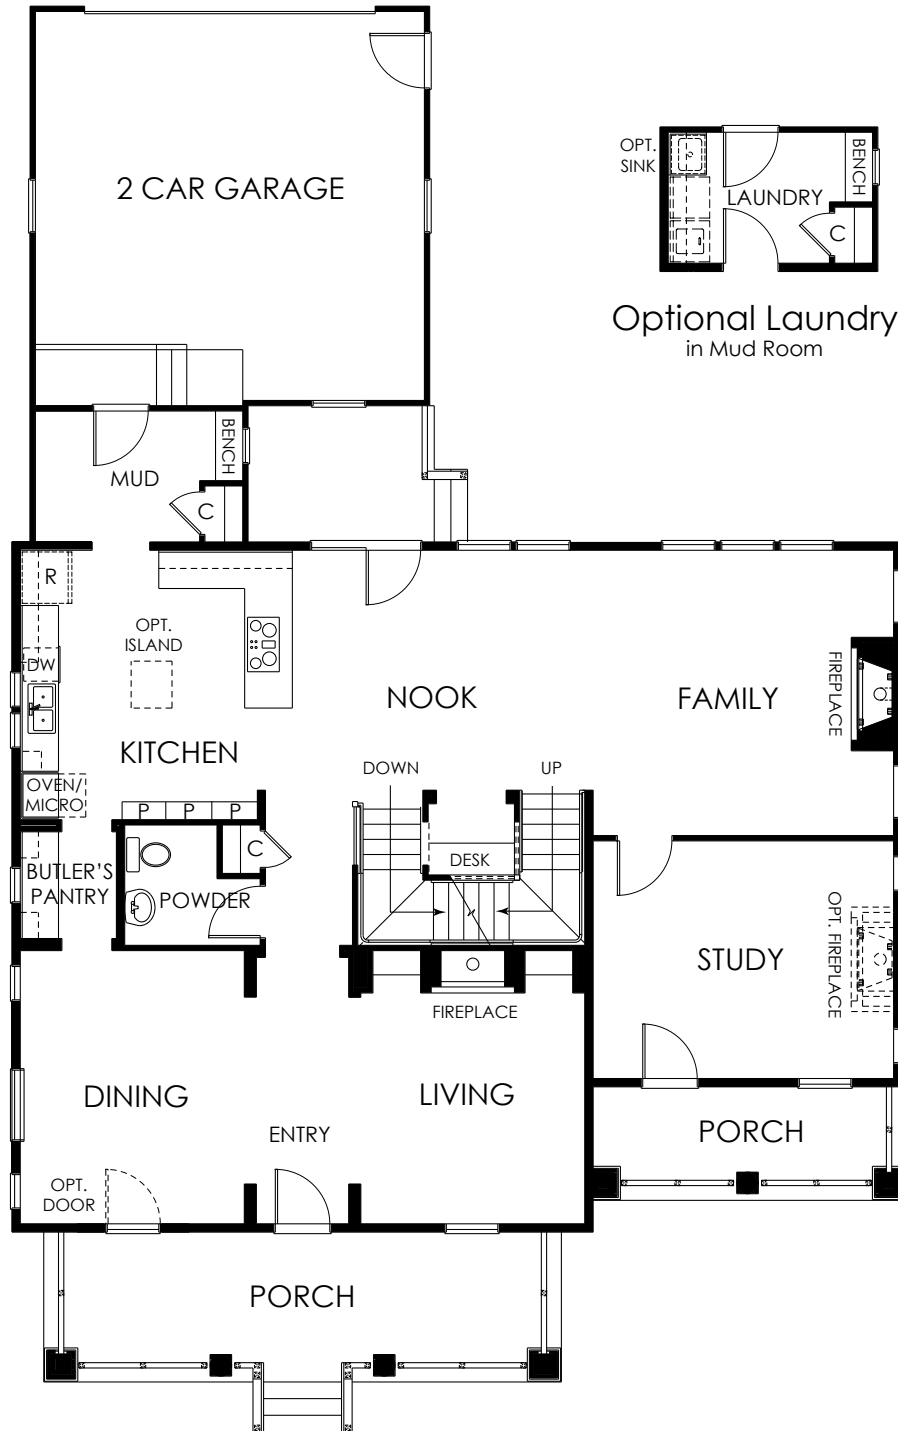 2 CAR GARAGE
OPT.
SINK
BENCH
LAUNDRY
C
Optional Laundry
in Mud Room
BENCH
MUD
C
R
OPT.
ISLAND
DW
NOOK
FAMILY
FIREPLACE
KITCHEN
OVEN/
MICRO
DOWN
UP
P
P
P
DESK
C
BUTLER'S
PANTRY
POWDER
OPT. FIREPLACE
STUDY
FIREPLACE
DINING
LIVING
ENTRY
PORCH
OPT.
DOOR
PORCH